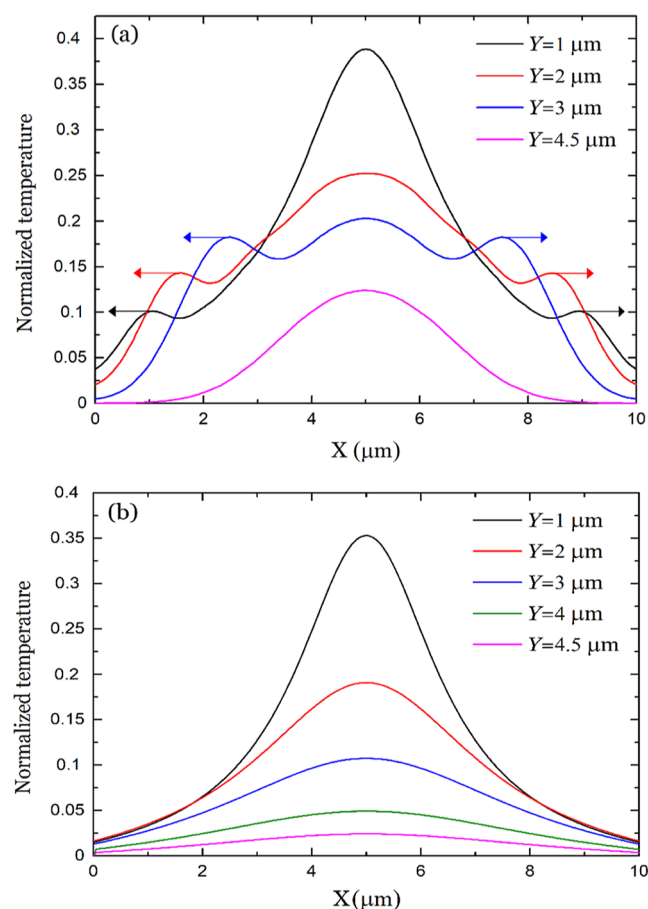 (a)
Y=1 μm
Y=2 μm
Y=3 μm
Y=4.5 μm
Normalized temperature
0.4
0.35
0.3
0.25
0.2
0.15
0.1
0.05
0
0 2 4 6 8 10
X (μm)
(b)
Y=1 μm
Y=2 μm
Y=3 μm
Y=4 μm
Y=4.5 μm
Normalized temperature
0.4
0.35
0.3
0.25
0.2
0.15
0.1
0.05
0
0 2 4 6 8 10
X(μm)